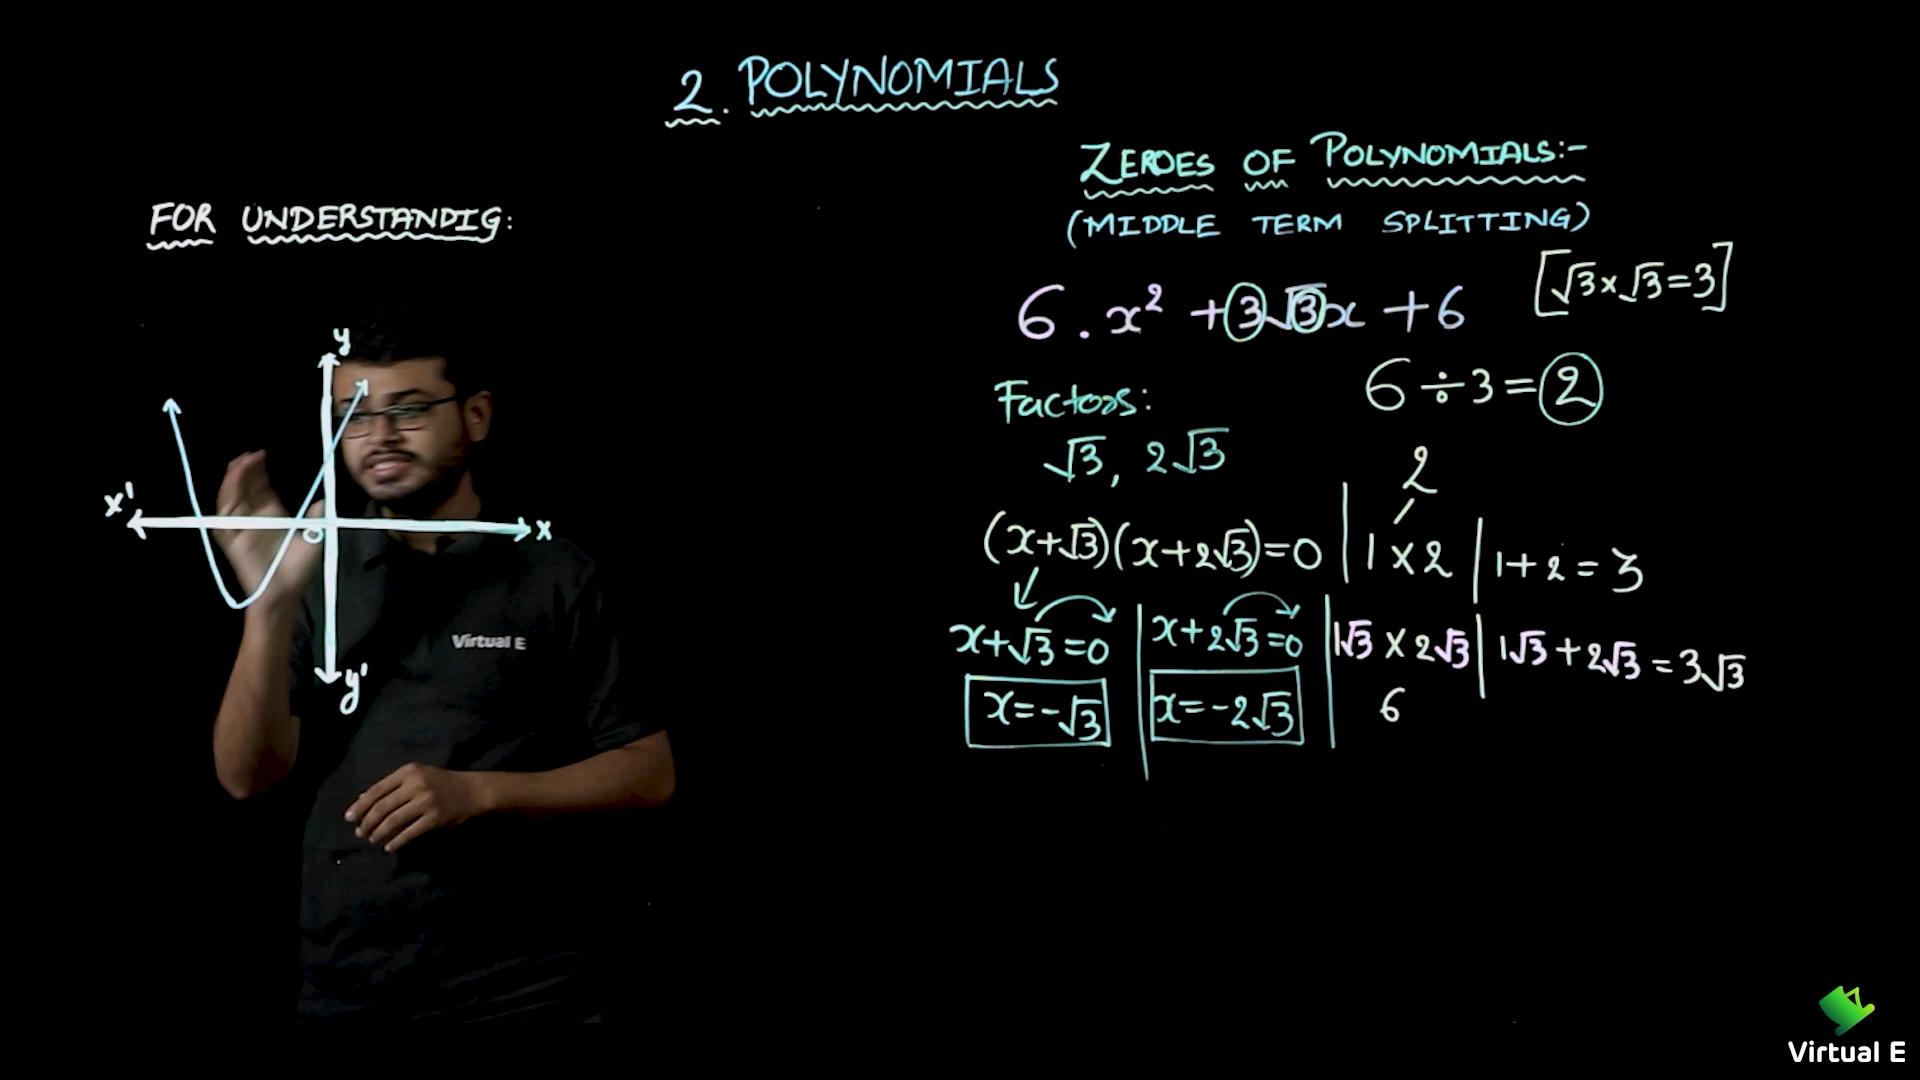 2. POLYNOMIALS
FOR UNDERSTANDIG:
y
x'
O
x
y'
Virtual E
ZEROES OF POLYNOMIALS:-
(MIDDLE TERM SPLITTING)
6. x² + 3√3x + 6
[√3×√3=3]
6 ÷ 3 = 2
Factors:
√3, 2√3
2
(x+√3)(x+2√3)=0 | 1 × 2 | 1+2=3
x+√3=0 | x+2√3=0 | 1√3 × 2√3 | 1√3+2√3=3√3
x=-√3 | x=-2√3 | 6
Virtual E